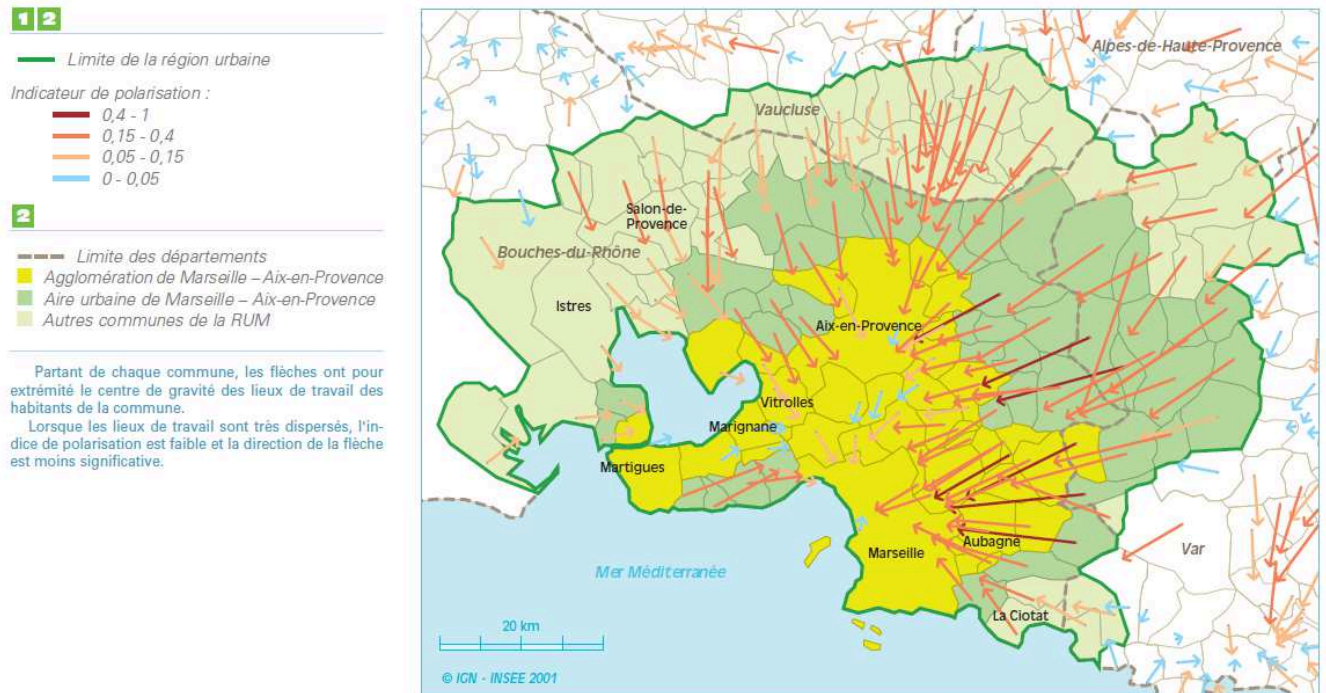 1 2
Limite de la région urbaine
Indicateur de polarisation :
0,4 - 1
0,15 - 0,4
0,05 - 0,15
0 - 0,05
2
Limite des départements
Agglomération de Marseille – Aix-en-Provence
Aire urbaine de Marseille – Aix-en-Provence
Autres communes de la RUM
Partant de chaque commune, les flèches ont pour
extrémité le centre de gravité des lieux de travail des
habitants de la commune.
Lorsque les lieux de travail sont très dispersés, l'in-
dice de polarisation est faible et la direction de la flèche
est moins significative.
Alpes-de-Haute-Provence
Vaucluse
Salon-de-
Provence
Bouches-du-Rhône
Istres
Aix-en-Provence
Vitrolles
Marignane
Martigues
Marseille
Aubagne
Var
Mer Méditerranée
La Ciotat
20 km
© IGN - INSEE 2001